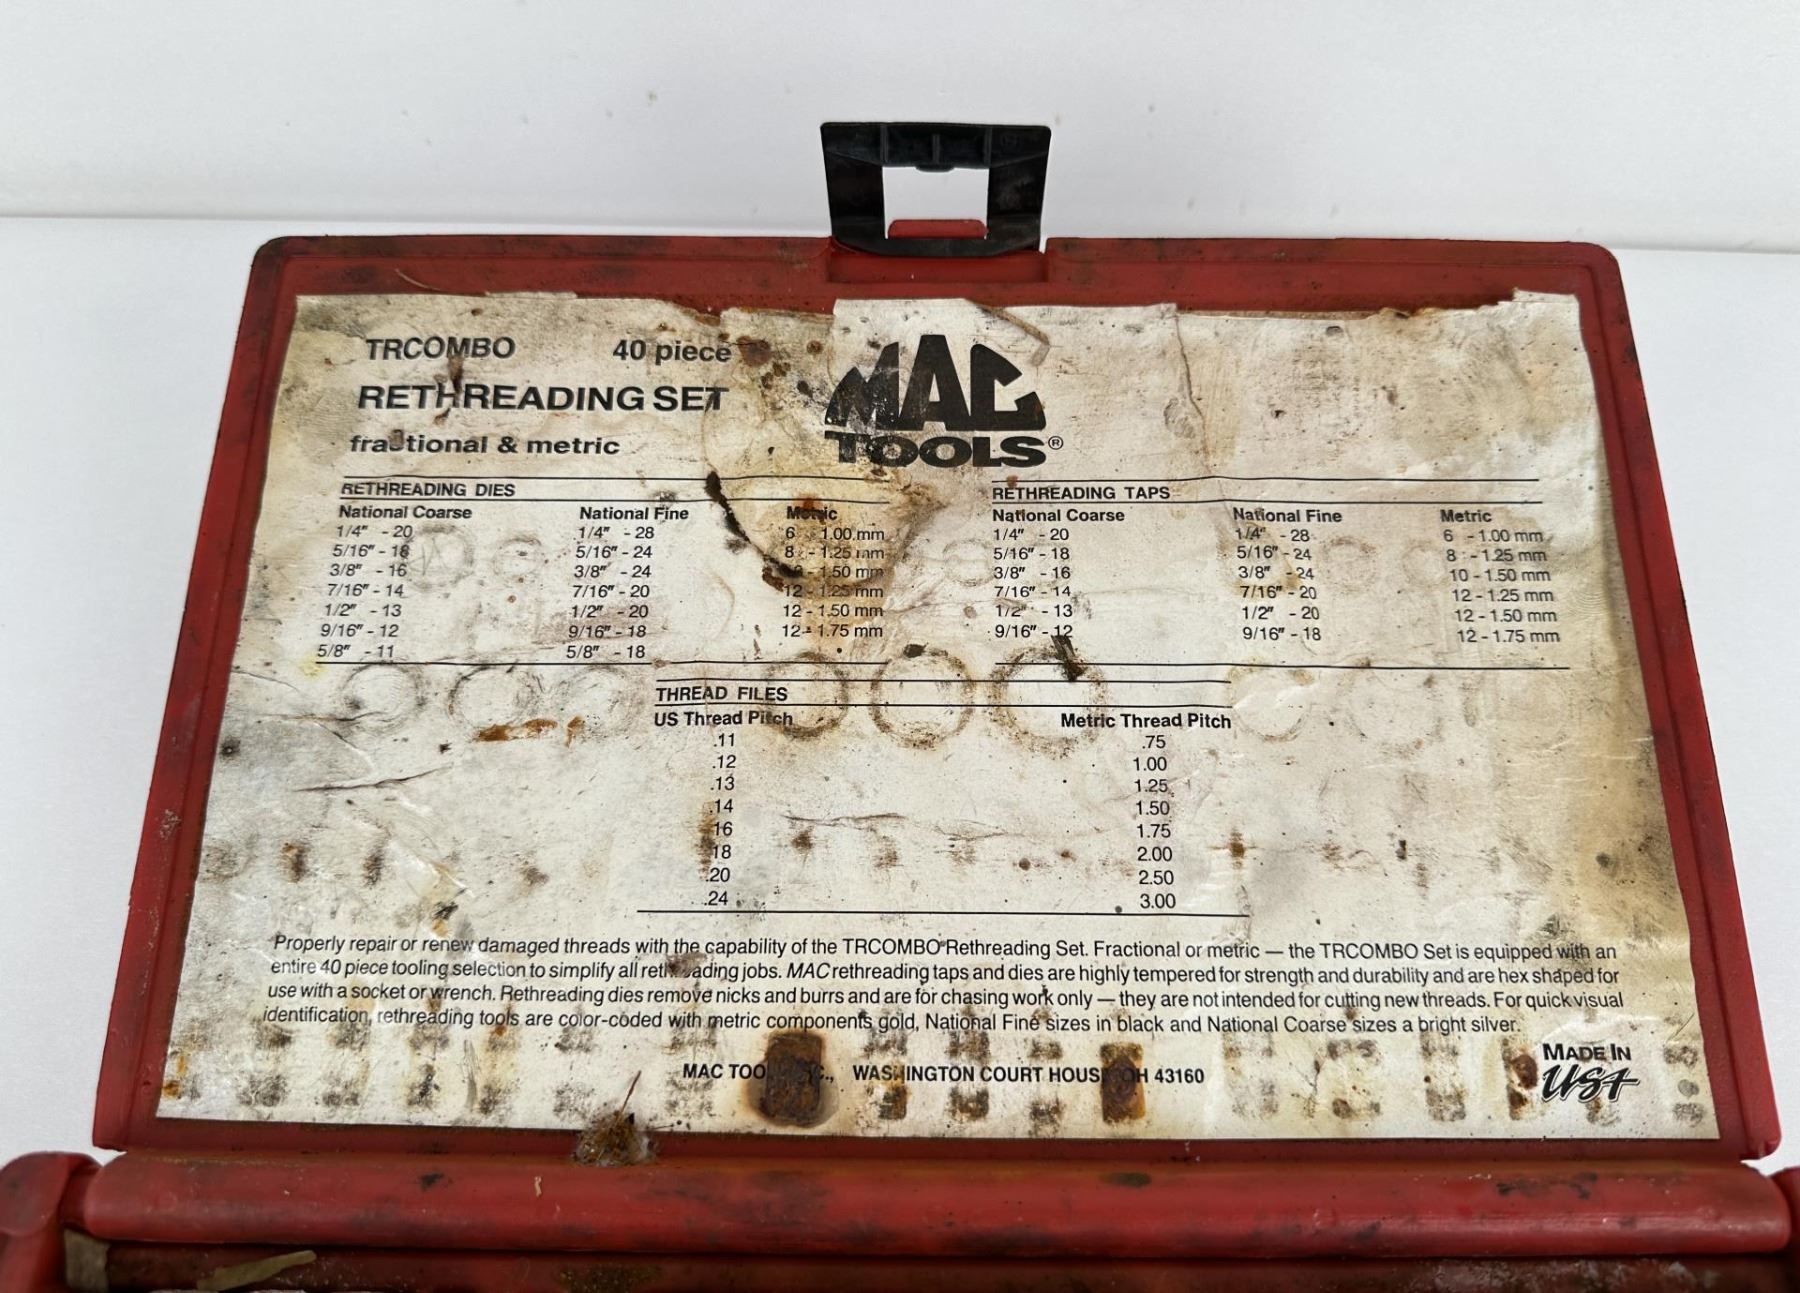 TRCOMBO 40 piece
RETHREADING SET
fractional & metric
MAC
TOOLS®
RETHREADING DIES
National Coarse National Fine Metric
1/4" - 20 1/4" - 28 6 1.00 mm
5/16" - 18 5/16" - 24 8 - 1.25 mm
3/8" - 16 3/8" - 24 - 1.50 mm
7/16" - 14 7/16" - 20 12 - 1.25 mm
1/2" - 13 1/2" - 20 12 - 1.50 mm
9/16" - 12 9/16" - 18 12 - 1.75 mm
5/8" - 11 5/8" - 18
RETHREADING TAPS
National Coarse National Fine Metric
1/4" - 20 1/4" - 28 6 - 1.00 mm
5/16" - 18 5/16" - 24 8 - 1.25 mm
3/8" - 16 3/8" - 24 10 - 1.50 mm
7/16" - 14 7/16" - 20 12 - 1.25 mm
1/2" - 13 1/2" - 20 12 - 1.50 mm
9/16" - 12 9/16" - 18 12 - 1.75 mm
THREAD FILES
US Thread Pitch Metric Thread Pitch
.11 .75
.12 1.00
.13 1.25
.14 1.50
16 1.75
18 2.00
.20 2.50
.24 3.00
Properly repair or renew damaged threads with the capability of the TRCOMBO Rethreading Set. Fractional or metric — the TRCOMBO Set is equipped with an
entire 40 piece tooling selection to simplify all rethreading jobs. MAC rethreading taps and dies are highly tempered for strength and durability and are hex shaped for
use with a socket or wrench. Rethreading dies remove nicks and burrs and are for chasing work only — they are not intended for cutting new threads. For quick visual
identification, rethreading tools are color-coded with metric components gold, National Fine sizes in black and National Coarse sizes a bright silver.
MAC WASHINGTON COURT HOUSE OH 43160
MADE IN
USA